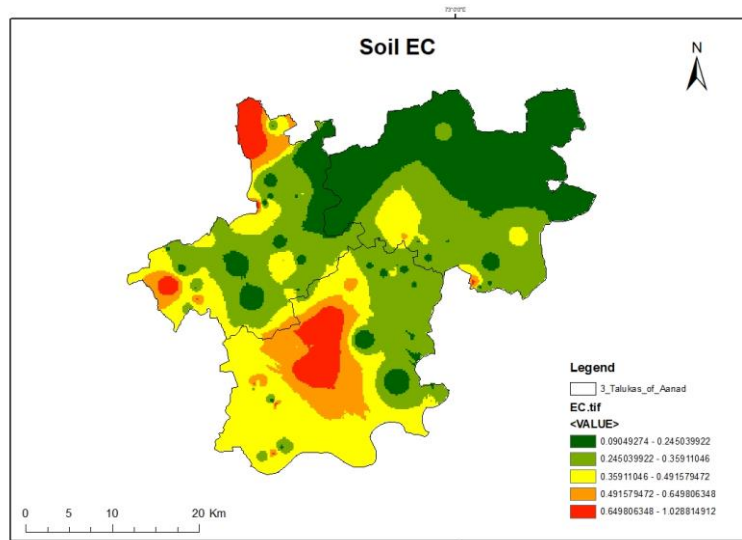 Soil EC
N
Legend
3_Talukas_of_Aanad
EC.tif
<VALUE>
0.09049274 - 0.245039922
0.245039922 - 0.35911046
0.35911046 - 0.491579472
0.491579472 - 0.649806348
0.649806348 - 1.028814912
0 5 10 20 Km